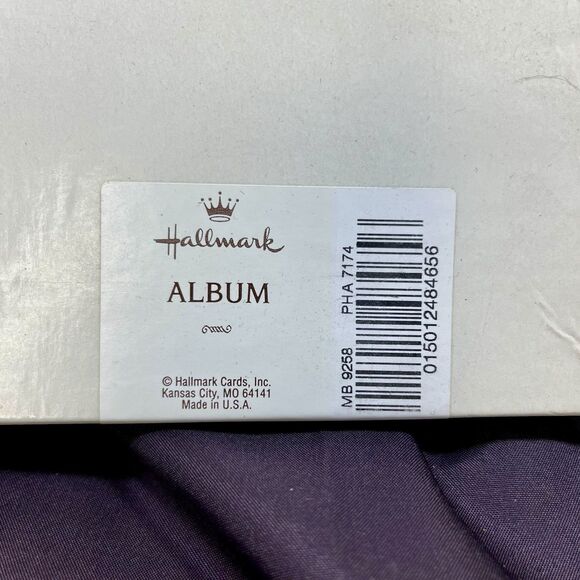 Hallmark
ALBUM
© Hallmark Cards, Inc.
Kansas City, MO 64141
Made in U.S.A.
MB 9258 PHA 7174
015012484656